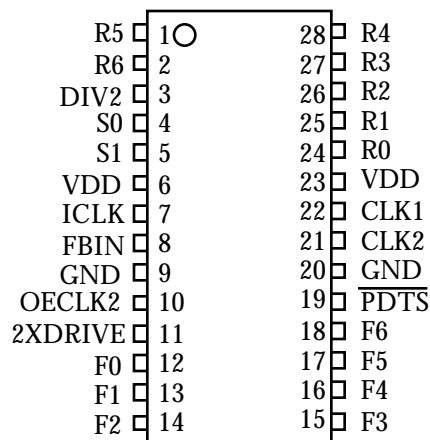 R5 1 28 R4
R6 2 27 R3
DIV2 3 26 R2
S0 4 25 R1
S1 5 24 R0
VDD 6 23 VDD
ICLK 7 22 CLK1
FBIN 8 21 CLK2
GND 9 20 GND
OECLK2 10 19 PDTS
2XDRIVE 11 18 F6
F0 12 17 F5
F1 13 16 F4
F2 14 15 F3